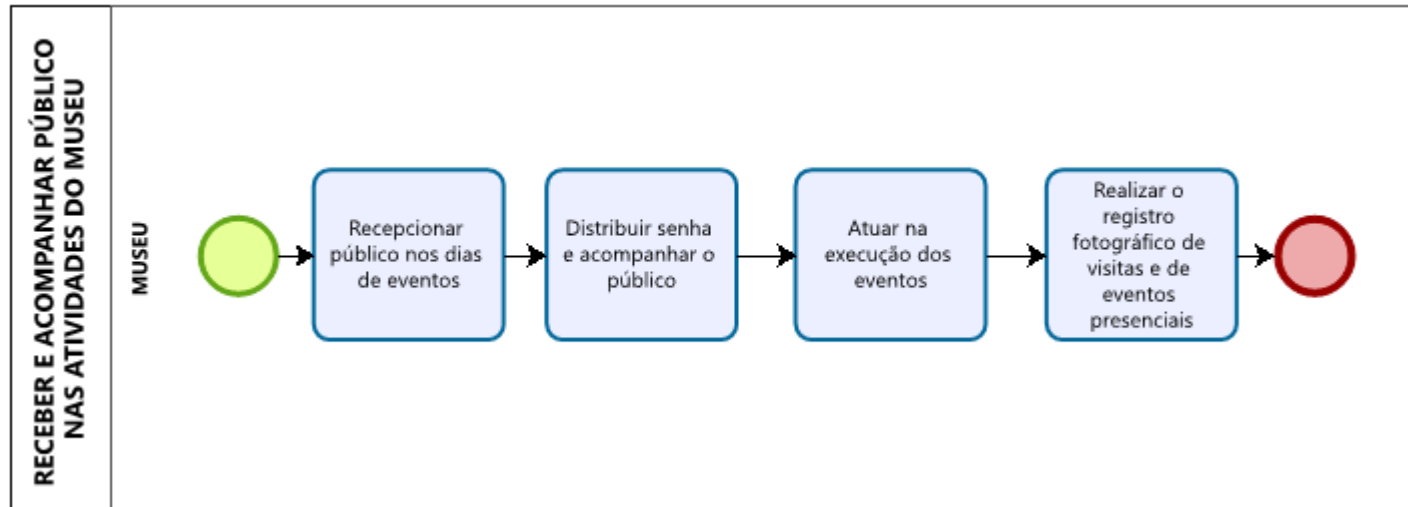 RECEBER E ACOMPANHAR PÚBLICO
NAS ATIVIDADES DO MUSEU
MUSEU
Recepcionar
público nos dias
de eventos
Distribuir senha
e acompanhar o
público
Atuar na
execução dos
eventos
Realizar o
registro
fotográfico de
visitas e de
eventos
presenciais